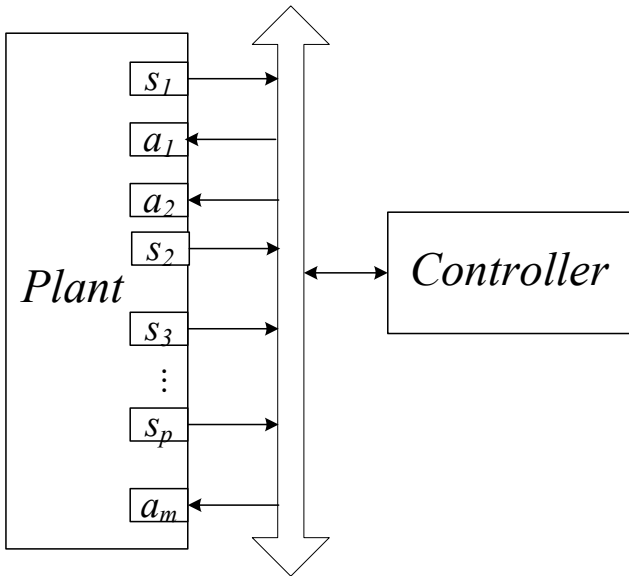 s₁
a₁
a₂
s₂
Plant
s₃
⋮
sₚ
aₘ
Controller